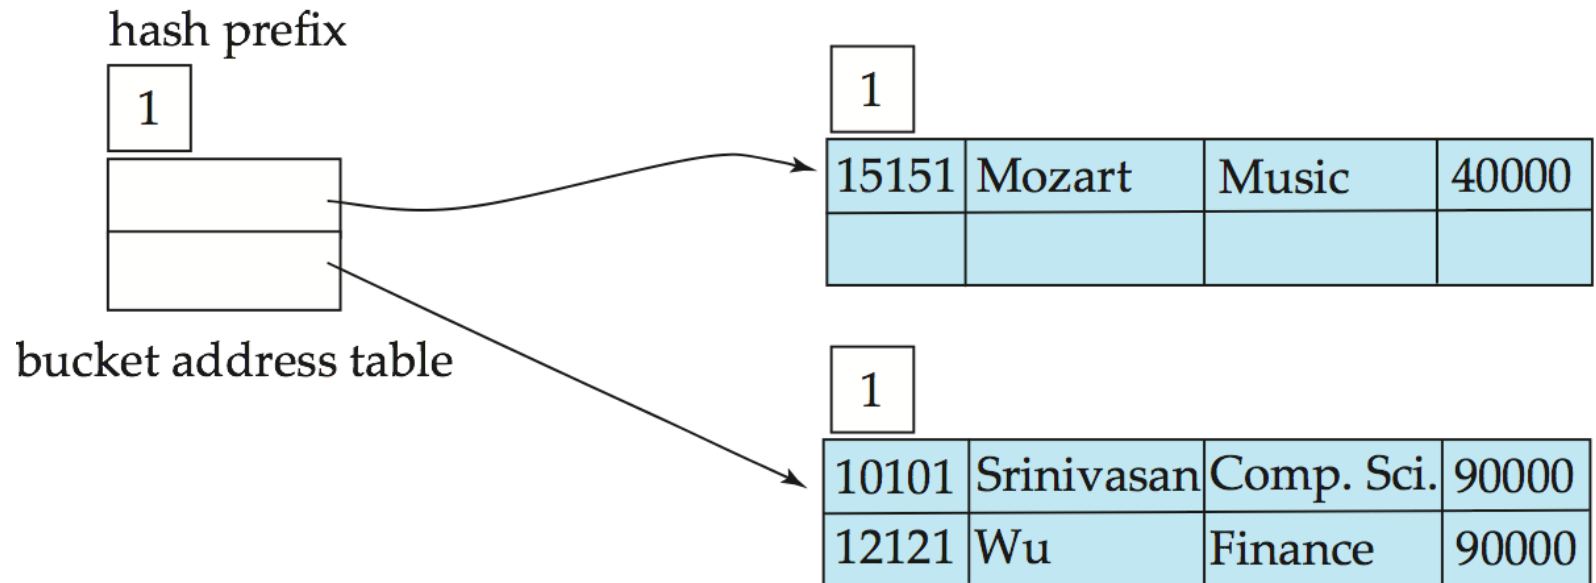 hash prefix
1
bucket address table
1
15151 Mozart Music 40000
1
10101 Srinivasan Comp. Sci. 90000
12121 Wu Finance 90000